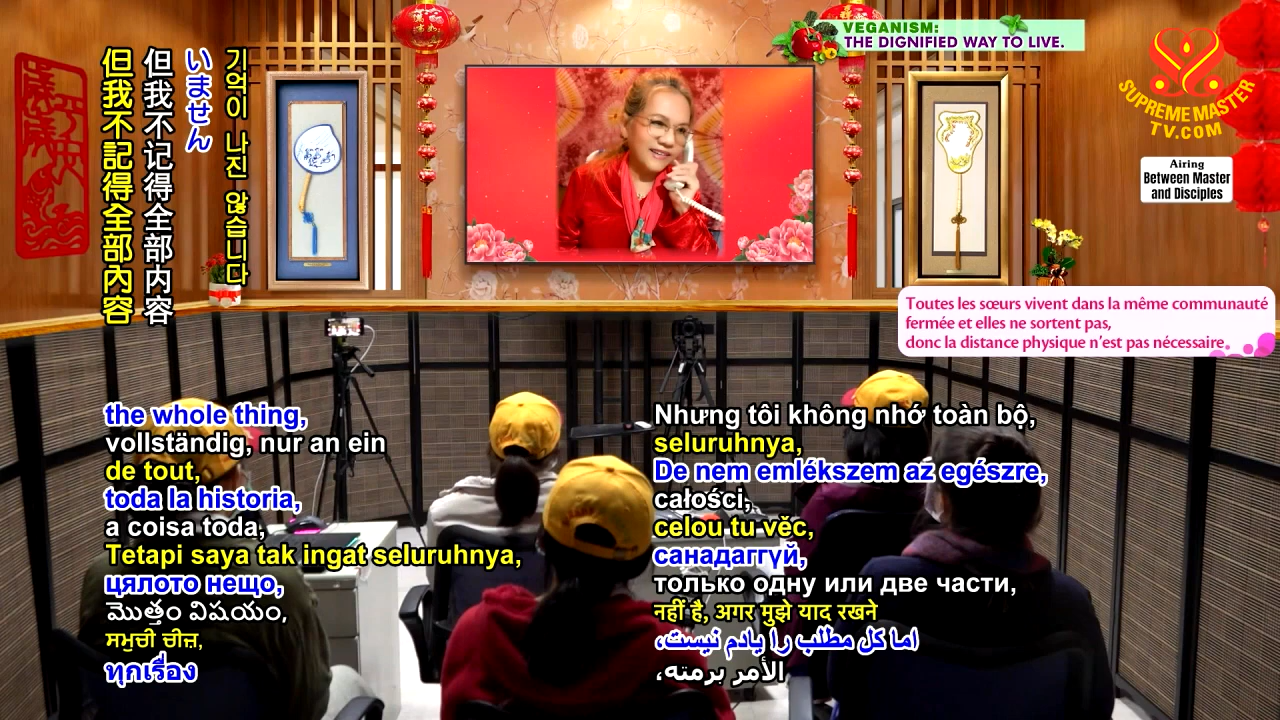 VEGANISM:
THE DIGNIFIED WAY TO LIVE.
SUPREME MASTER
TV.COM
Airing
Between Master
and Disciples
기억이 나진 않습니다
いません
但我不记得全部内容
但我不記得全部內容
Toutes les sœurs vivent dans la même communauté
fermée et elles ne sortent pas,
donc la distance physique n'est pas nécessaire.
the whole thing,
vollständig, nur an ein
de tout,
toda la historia,
a coisa toda,
Tetapi saya tak ingat seluruhnya,
цялото нещо,
మొత్తం విషయం,
ਸਮੁਚੀ ਚੀਜ਼,
ทุกเรื่อง
Nhưng tôi không nhớ toàn bộ,
seluruhnya,
De nem emlékszem az egészre,
całości,
celou tu věc,
санадаггүй,
только одну или две части,
नहीं है, अगर मुझे याद रखने
اما کل مطلب را یادم نیست،
الأمر برمته،